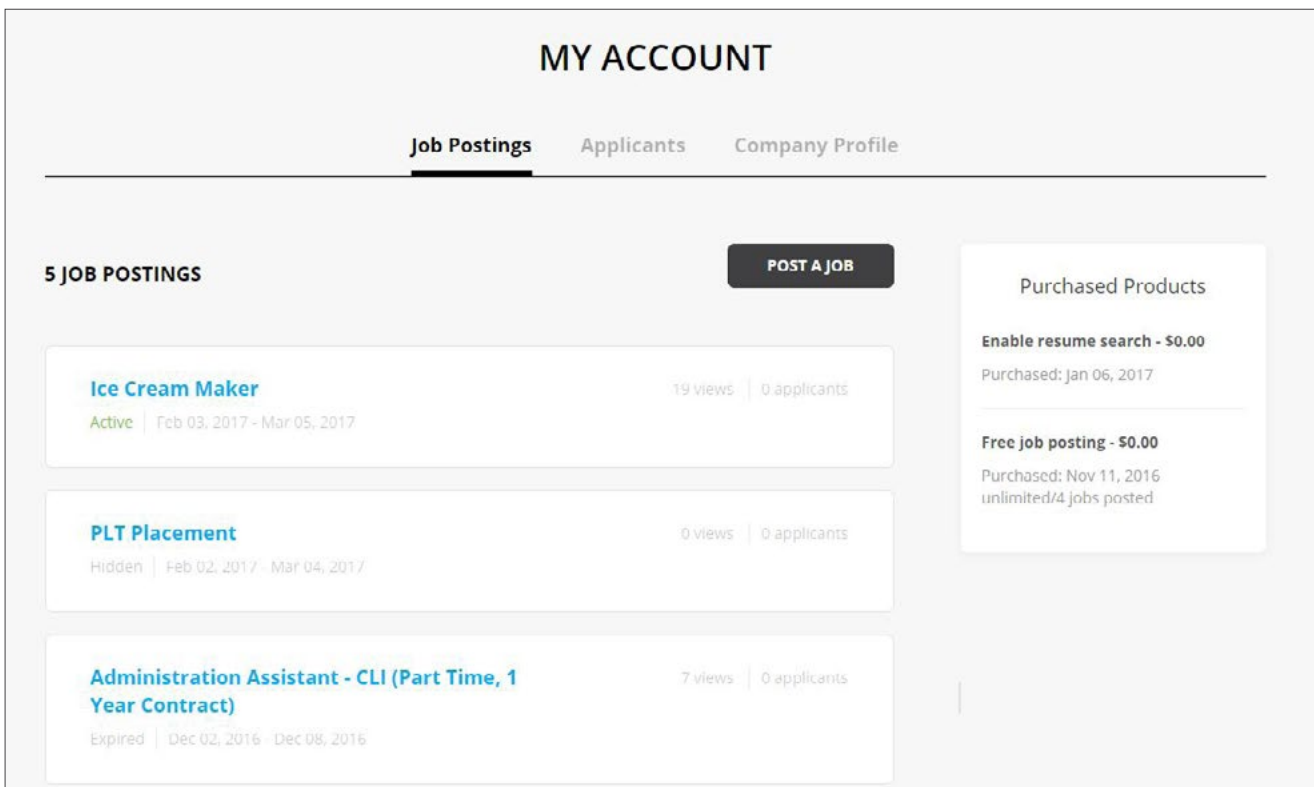 MY ACCOUNT
Job Postings Applicants Company Profile
5 JOB POSTINGS
POST A JOB
Ice Cream Maker
19 views 0 applicants
Active Feb 03, 2017 - Mar 05, 2017
PLT Placement
0 views 0 applicants
Hidden Feb 02, 2017 - Mar 04, 2017
Administration Assistant - CLI (Part Time, 1
Year Contract)
7 views 0 applicants
Expired Dec 02, 2016 - Dec 08, 2016
Purchased Products
Enable resume search - $0.00
Purchased: Jan 06, 2017
Free job posting - $0.00
Purchased: Nov 11, 2016
unlimited/4 jobs posted